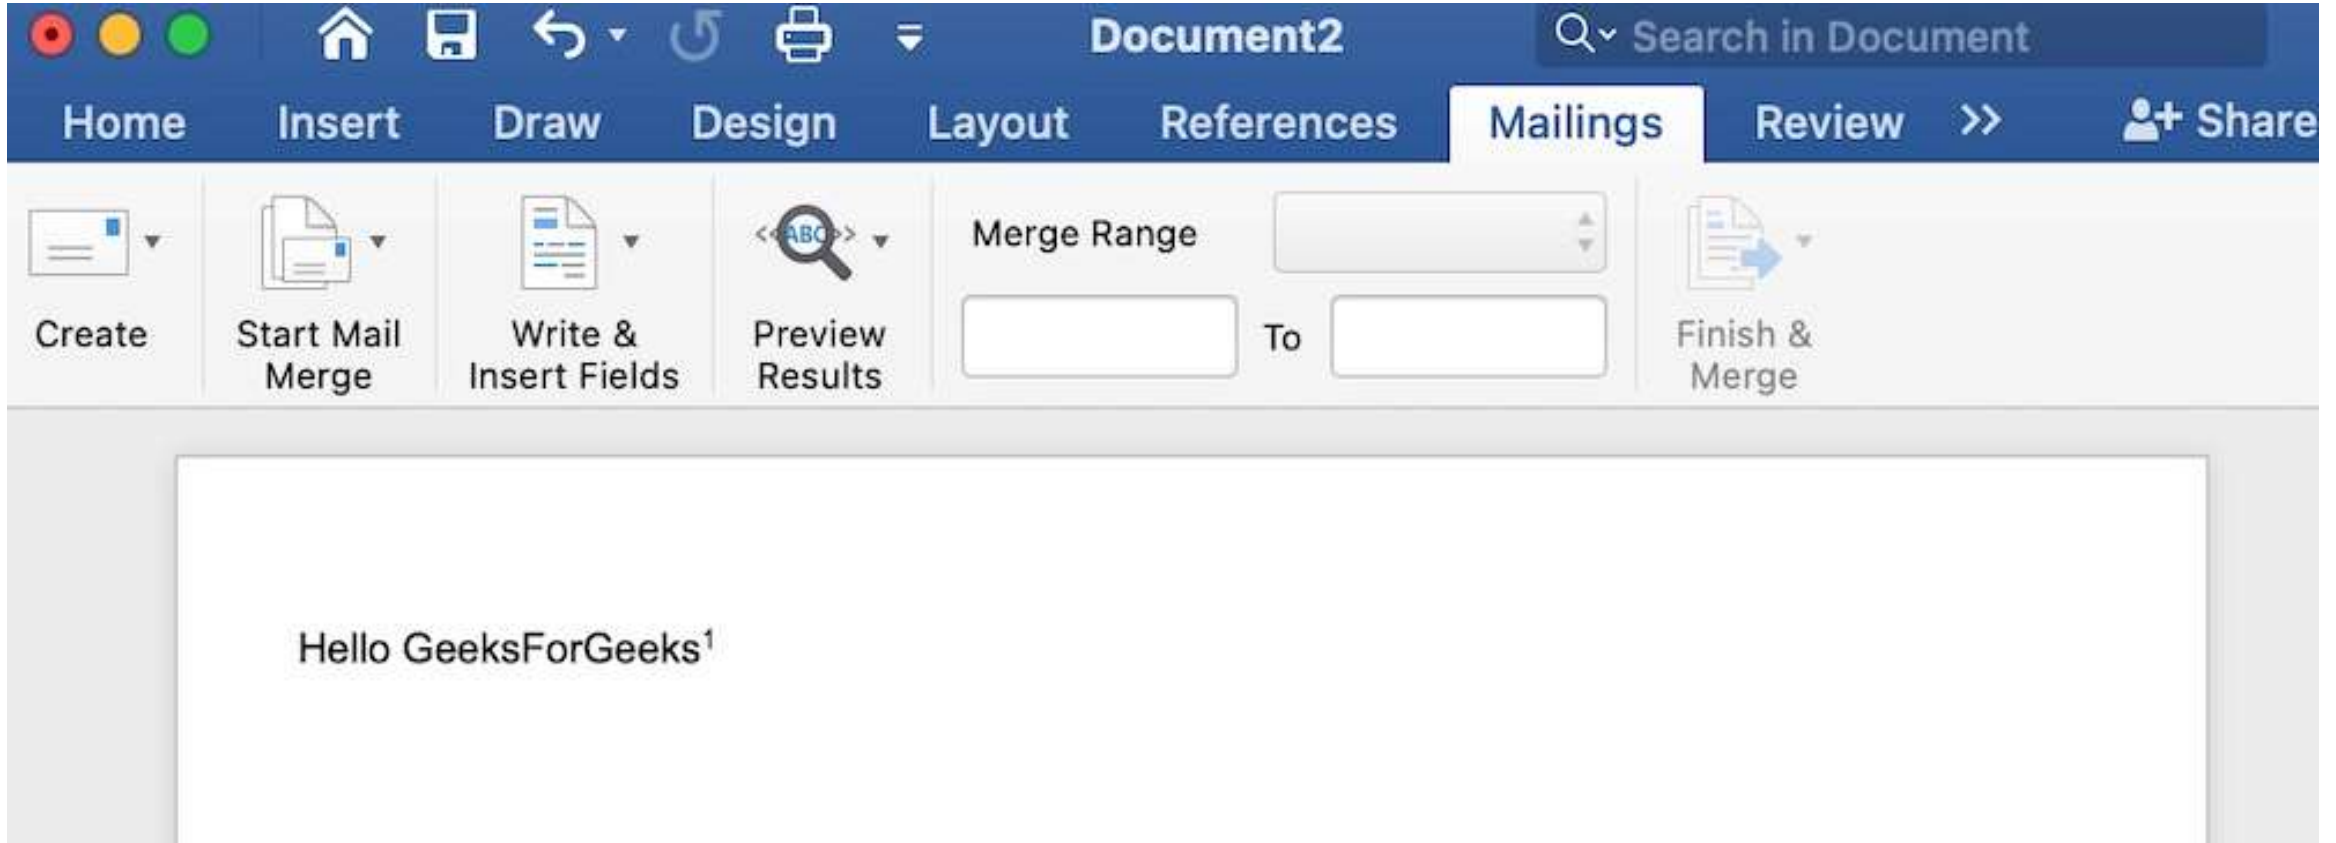 Document2 Search in Document
Home Insert Draw Design Layout References Mailings Review >> Share
<<ABC>> Merge Range
Create Start Mail Merge Write & Insert Fields Preview Results To Finish & Merge
Hello GeeksForGeeks¹